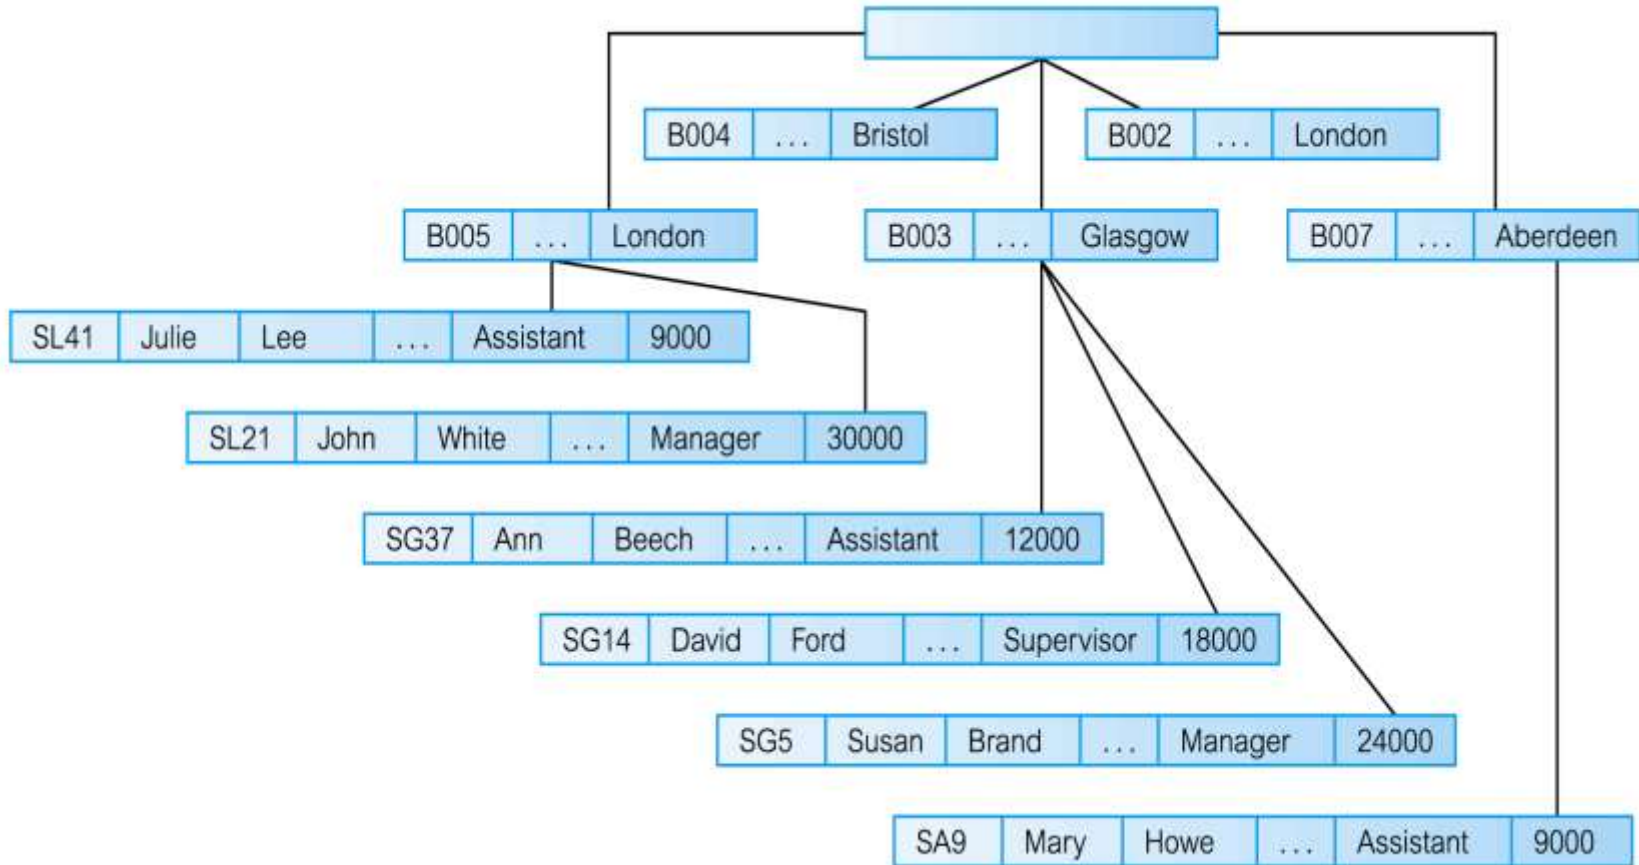 B004 ... Bristol
B002 ... London
B005 ... London
B003 ... Glasgow
B007 ... Aberdeen
SL41 Julie Lee ... Assistant 9000
SL21 John White ... Manager 30000
SG37 Ann Beech ... Assistant 12000
SG14 David Ford ... Supervisor 18000
SG5 Susan Brand ... Manager 24000
SA9 Mary Howe ... Assistant 9000